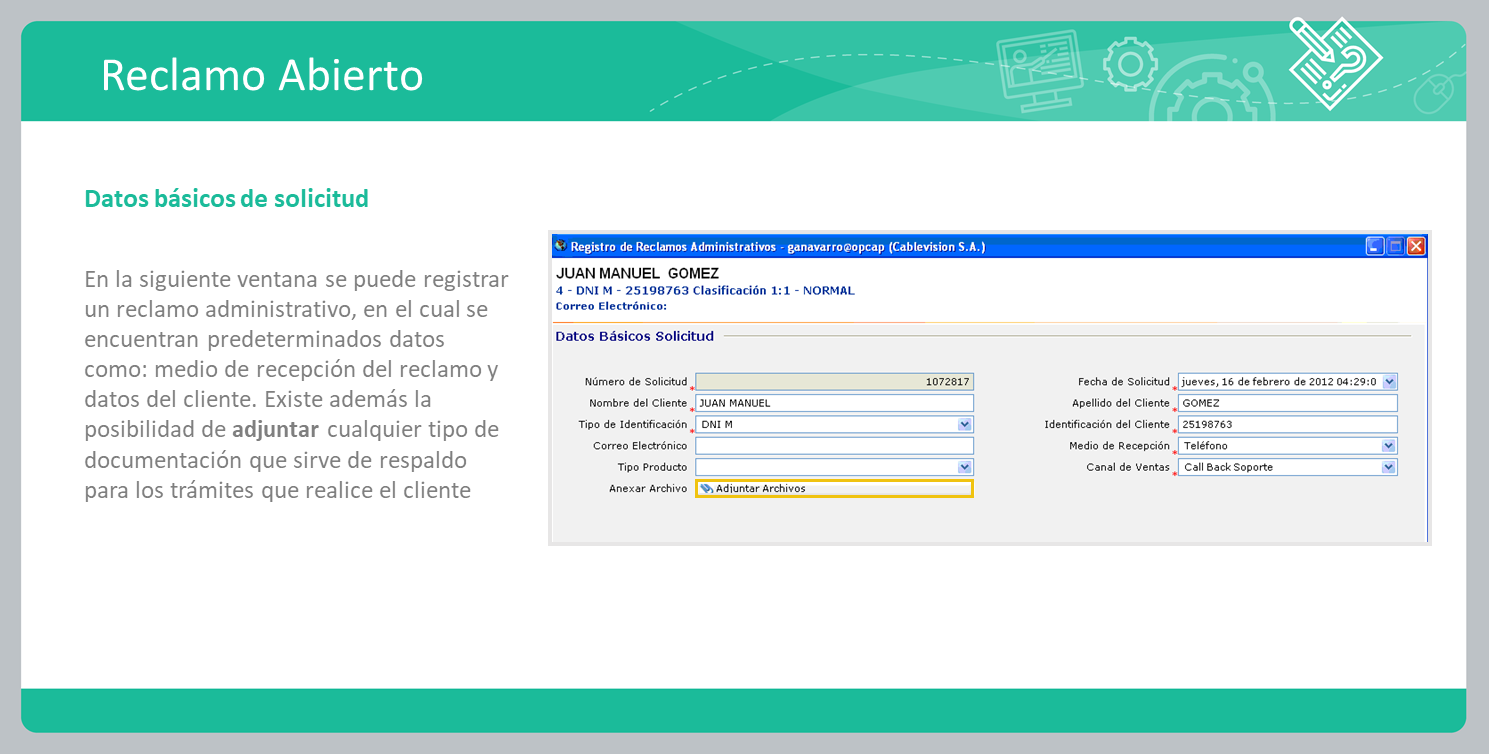 Reclamo Abierto
Datos básicos de solicitud
En la siguiente ventana se puede registrar
un reclamo administrativo, en el cual se
encuentran predeterminados datos
como: medio de recepción del reclamo y
datos del cliente. Existe además la
posibilidad de adjuntar cualquier tipo de
documentación que sirve de respaldo
para los trámites que realice el cliente
Registro de Reclamos Administrativos - ganavarro@opcap (Cablevision S.A.)
JUAN MANUEL GOMEZ
4 - DNI M - 25198763 Clasificación 1:1 - NORMAL
Correo Electrónico:
Datos Básicos Solicitud
Número de Solicitud * 1072817 Fecha de Solicitud * jueves, 16 de febrero de 2012 04:29:0
Nombre del Cliente * JUAN MANUEL Apellido del Cliente * GOMEZ
Tipo de Identificación * DNI M Identificación del Cliente * 25198763
Correo Electrónico Medio de Recepción * Teléfono
Tipo Producto Canal de Ventas * Call Back Soporte
Anexar Archivo Adjuntar Archivos